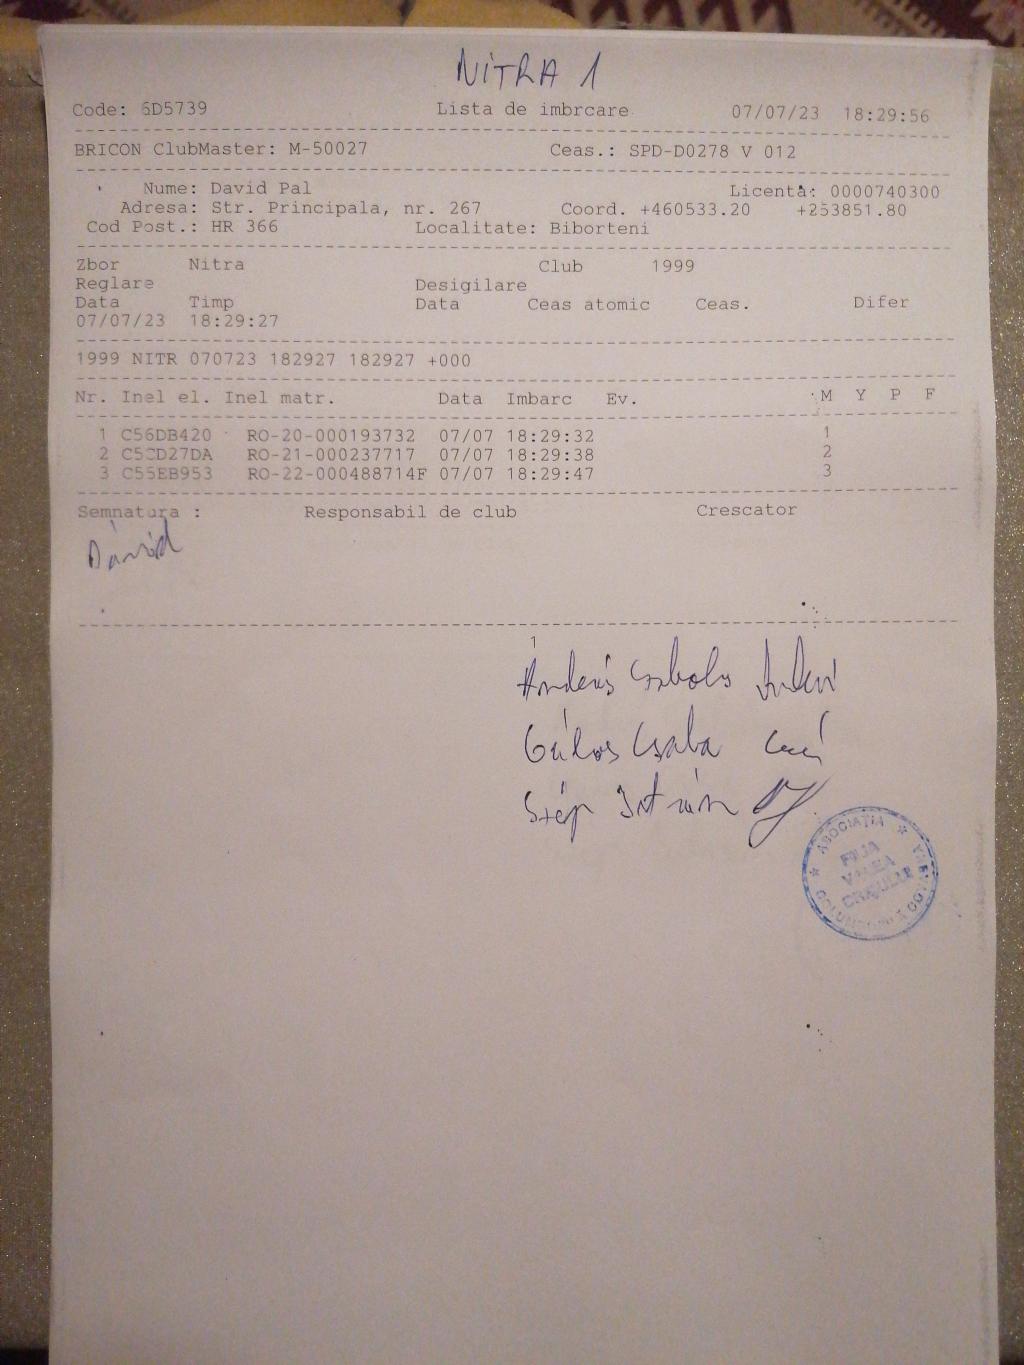 NITRA 1
Code: 6D5739 Lista de imbrcare 07/07/23 18:29:56
BRICON ClubMaster: M-50027 Ceas.: SPD-D0278 V 012
Nume: David Pal Licenta: 0000740300
Adresa: Str. Principala, nr. 267 Coord. +460533.20 +253851.80
Cod Post.: HR 366 Localitate: Biborteni
Zbor Nitra Club 1999
Reglare Desigilare
Data Timp Data Ceas atomic Ceas. Difer
07/07/23 18:29:27
1999 NITR 070723 182927 182927 +000
Nr. Inel el. Inel matr. Data Imbarc Ev. M Y P F
1 C56DB420 RO-20-000193732 07/07 18:29:32 1
2 RO-21-000237717 07/07 18:29:38 2
3 C55EB953 RO-22-000488714F 07/07 18:29:47 3
Semnatura : Responsabil de club Crescator
Dávid
András Szabolcs
Gálos Csaba
Szép István
ASOCIAȚIA
VALEA